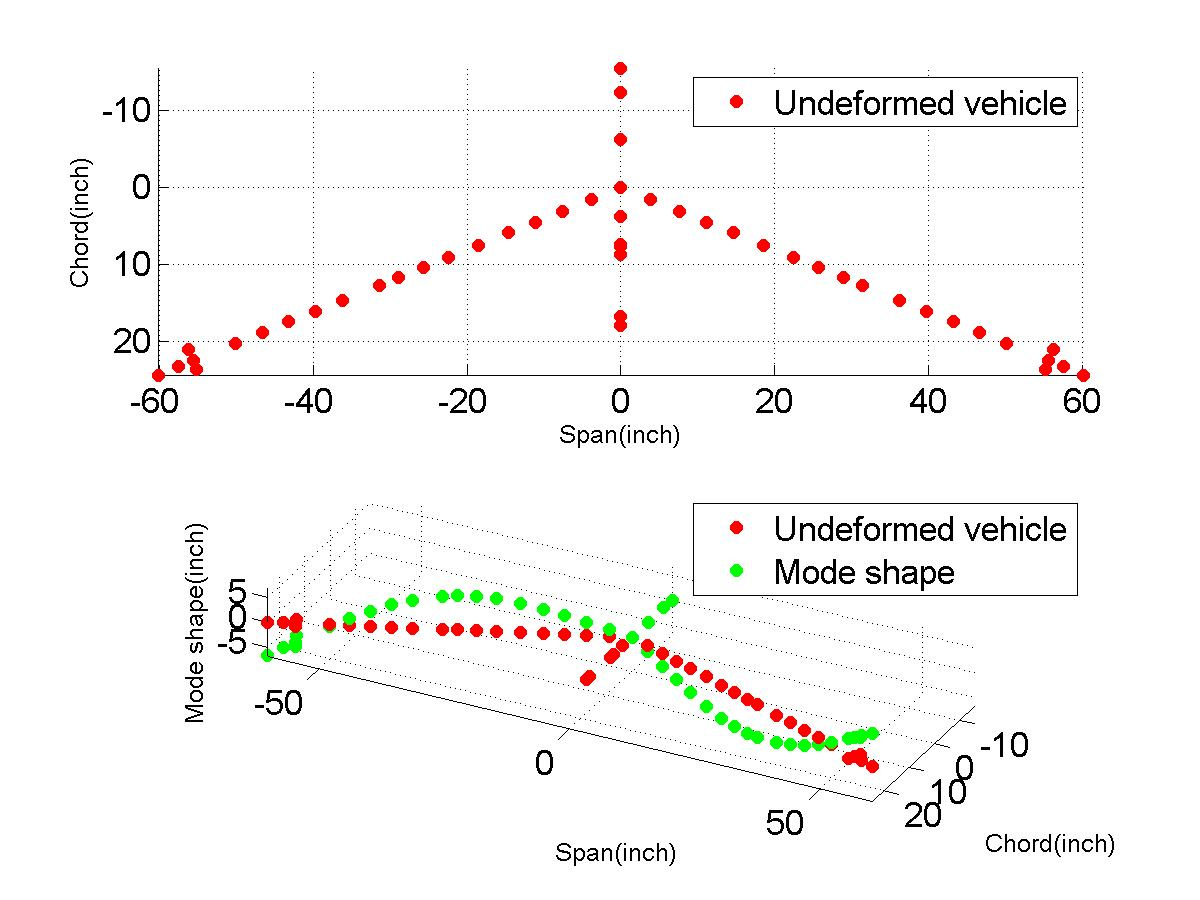 Undeformed vehicle
-10
0
10
20
Chord(inch)
-60 -40 -20 0 20 40 60
Span(inch)
Undeformed vehicle
Mode shape
5
0
-5
Mode shape(inch)
-50 0 50
Span(inch)
-10
0
10
20
Chord(inch)